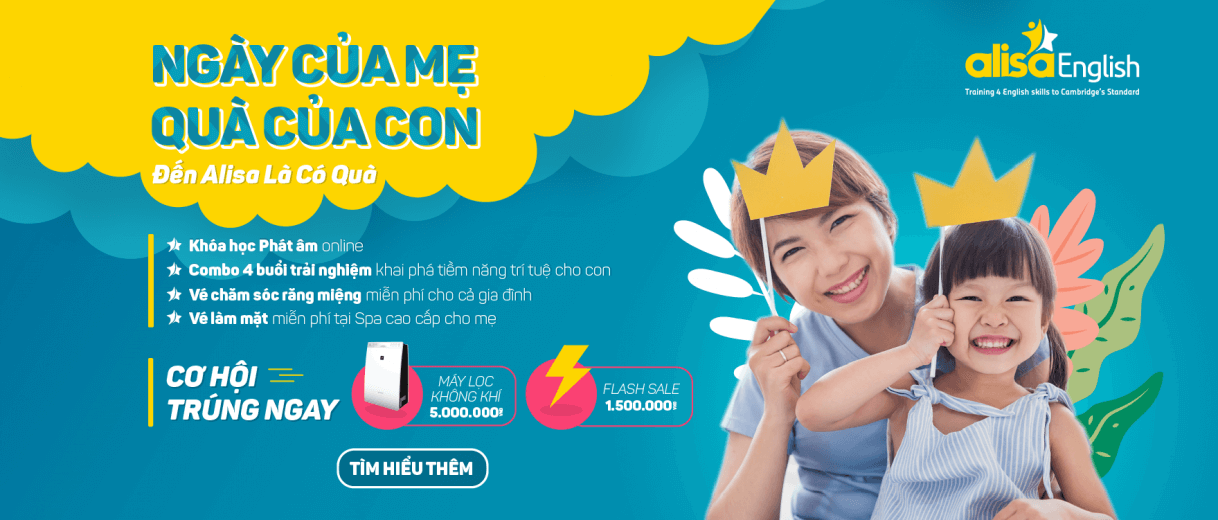 NGÀY CỦA MẸ
QUÀ CỦA CON
Đến Alisa Là Có Quà
alisa English
Training 4 English skills to Cambridge's Standard
Khóa học Phát âm online
Combo 4 buổi trải nghiệm khai phá tiềm năng trí tuệ cho con
Vé chăm sóc răng miệng miễn phí cho cả gia đình
Vé làm mặt miễn phí tại Spa cao cấp cho mẹ
CƠ HỘI
TRÚNG NGAY
MÁY LỌC
KHÔNG KHÍ
5.000.000đ
FLASH SALE
1.500.000đ
TÌM HIỂU THÊM